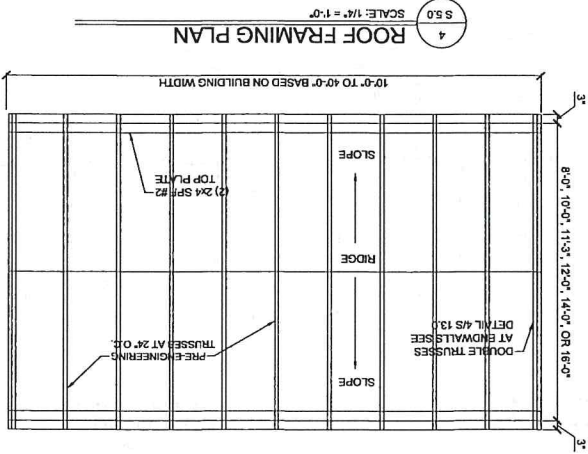 3"
SLOPE
DOUBLE TRUSSES
AT ENDWALLS SEE
DETAIL 4/S 13.0
PRE-ENGINEERING
TRUSSES AT 24" O.C.
RIDGE
8'-0", 10'-0", 11'-3", 12'-0", 14'-0", OR 16'-0"
(2) 2x4 SPF #2
TOP PLATE
SLOPE
3"
10'-0" TO 40'-0" BASED ON BUILDING WIDTH
4
S 5.0
ROOF FRAMING PLAN
SCALE: 1/4" = 1'-0"